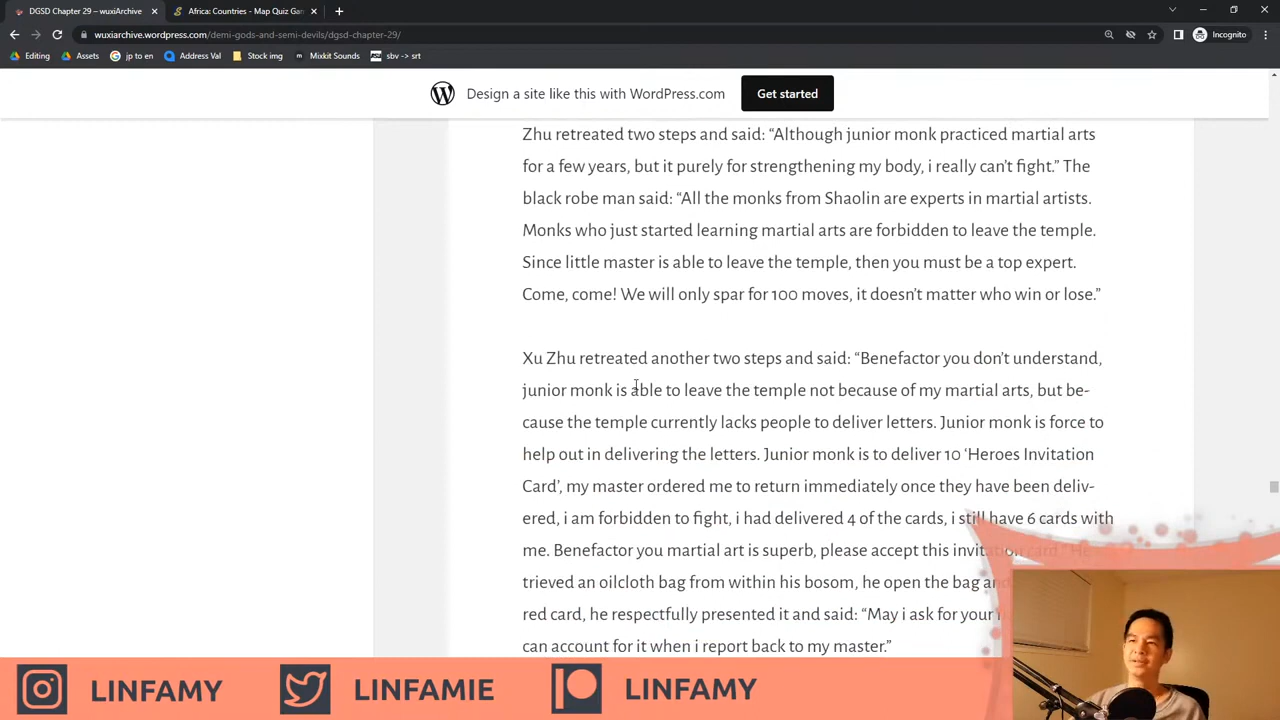 DGSD Chapter 29 – wuxiArchive
Africa: Countries - Map Quiz Gam
wuxiarchive.wordpress.com/demi-gods-and-semi-devils/dgsd-chapter-29/
Incognito
Editing
Assets
jp to en
Address Val
Stock img
Mixkit Sounds
sbv -> srt
Design a site like this with WordPress.com
Get started
Zhu retreated two steps and said: “Although junior monk practiced martial arts
for a few years, but it purely for strengthening my body, i really can’t fight.” The
black robe man said: “All the monks from Shaolin are experts in martial artists.
Monks who just started learning martial arts are forbidden to leave the temple.
Since little master is able to leave the temple, then you must be a top expert.
Come, come! We will only spar for 100 moves, it doesn’t matter who win or lose.”
Xu Zhu retreated another two steps and said: “Benefactor you don’t understand,
junior monk is able to leave the temple not because of my martial arts, but be-
cause the temple currently lacks people to deliver letters. Junior monk is force to
help out in delivering the letters. Junior monk is to deliver 10 ‘Heroes Invitation
Card’, my master ordered me to return immediately once they have been deliv-
ered, i am forbidden to fight, i had delivered 4 of the cards, i still have 6 cards with
me. Benefactor you martial art is superb, please accept this invitation card.” He
trieved an oilcloth bag from within his bosom, he open the bag and
red card, he respectfully presented it and said: “May i ask for your
can account for it when i report back to my master.”
LINFAMY
LINFAMIE
LINFAMY